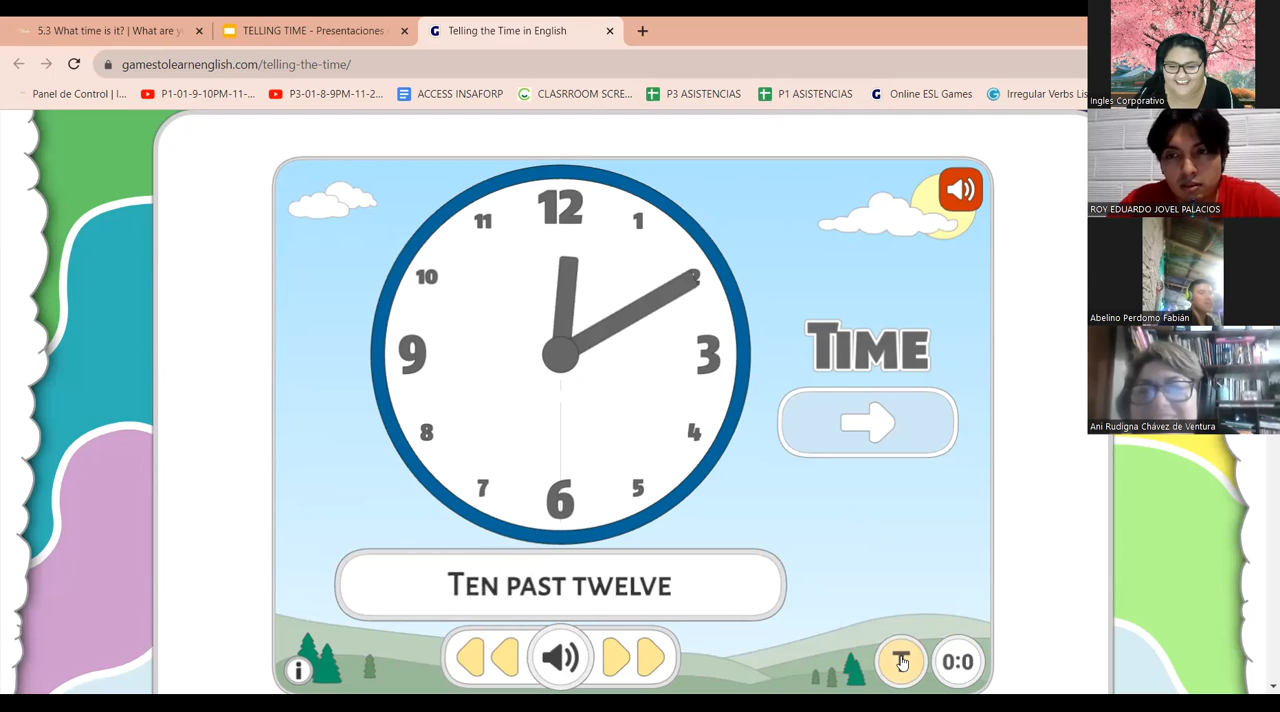 5.3 What time is it? | What are yo
TELLING TIME - Presentaciones
Telling the Time in English
gamestolearnenglish.com/telling-the-time/
Panel de Control | I...
P1-01-9-10PM-11-...
P3-01-8-9PM-11-2...
ACCESS INSAFORP
CLASRROOM SCRE...
P3 ASISTENCIAS
P1 ASISTENCIAS
Online ESL Games
Irregular Verbs Lis
Ingles Corporativo
ROY EDUARDO JOVEL PALACIOS
Abelino Perdomo Fabián
Ani Rudigna Chávez de Ventura
12
11
1
10
2
9
3
8
4
7
5
6
TIME
TEN PAST TWELVE
i
T
0:0